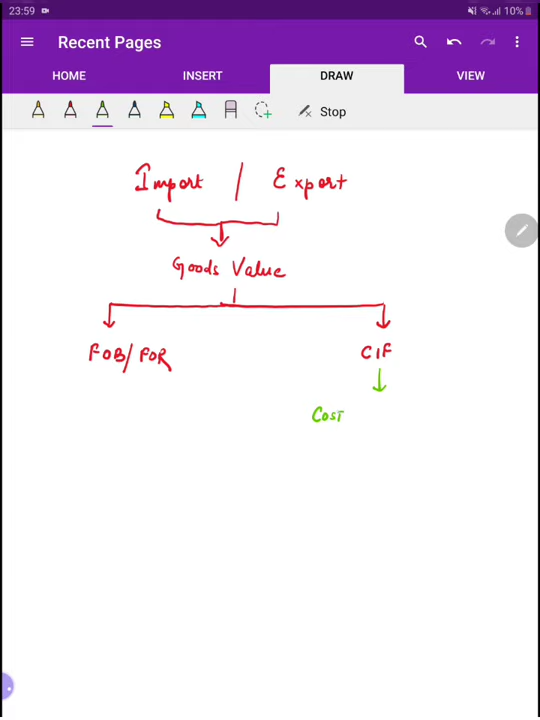 23:59 10%
Recent Pages
HOME INSERT DRAW VIEW
Stop
Import / Export
Goods Value
FOB/FOR CIF
Cost